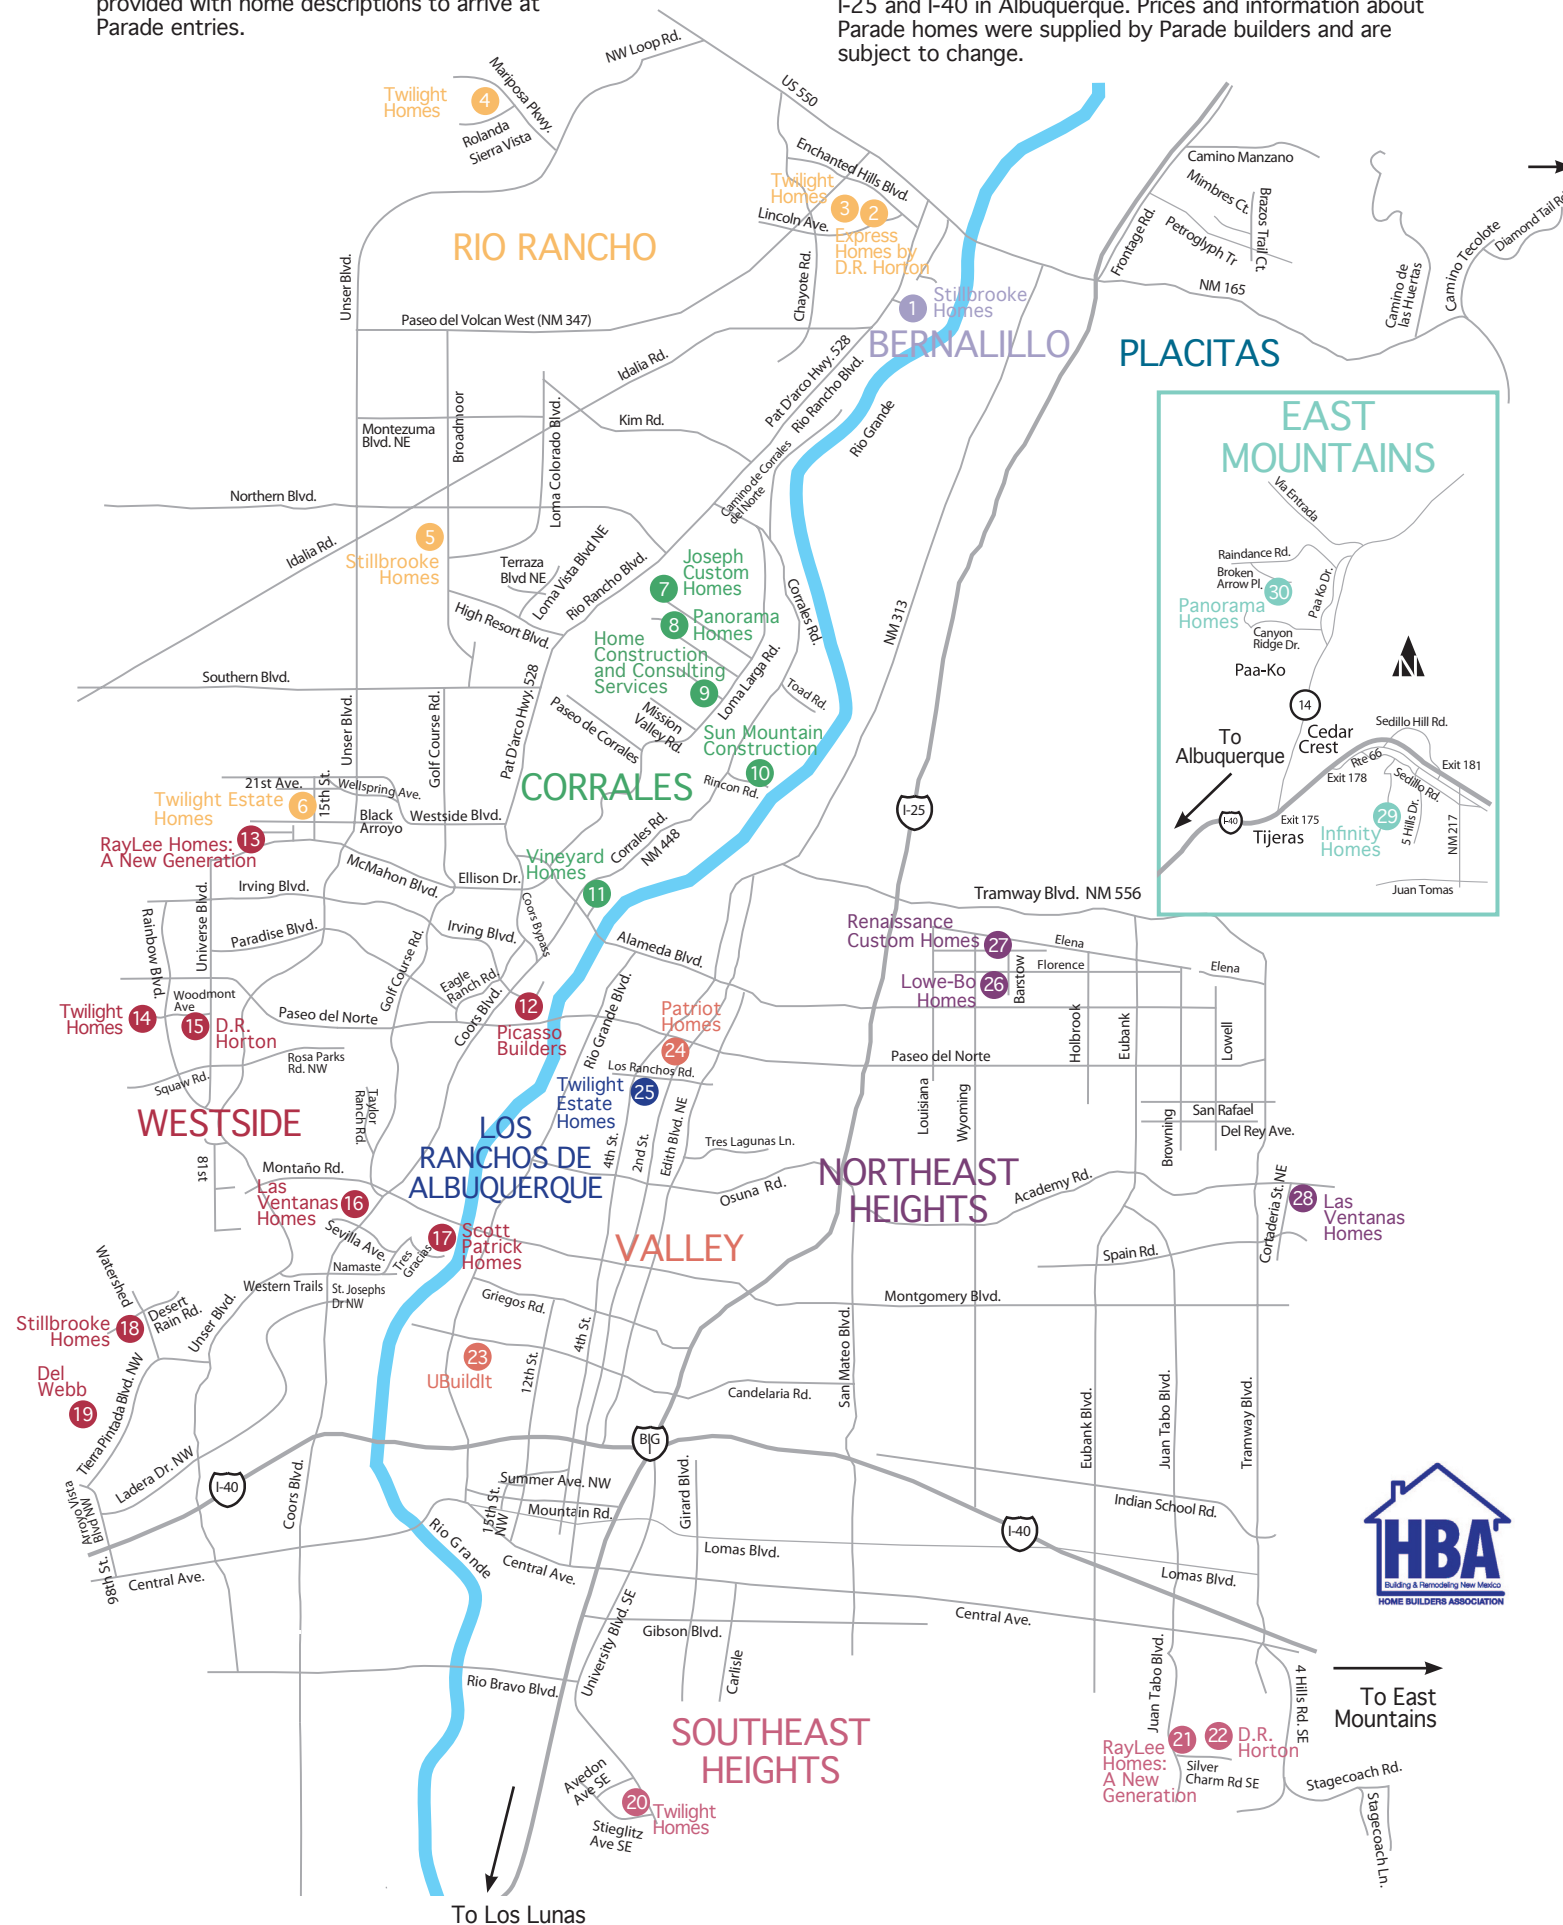 provided with home descriptions to arrive at
Parade entries.
I-25 and I-40 in Albuquerque. Prices and information about
Parade homes were supplied by Parade builders and are
subject to change.
NW Loop Rd.
US 550
Mariposa Pkwy.
Twilight
Homes
4
Rolanda
Sierra Vista
Enchanted Hills Blvd.
Twilight
Homes
3
2
Lincoln Ave.
Express
Homes by
D.R. Horton
Chayote Rd.
RIO RANCHO
Unser Blvd.
Paseo del Volcan West (NM 347)
1
Stillbrooke
Homes
BERNALILLO
Camino Manzano
Mimbres Ct.
Brazos Trail Ct.
Petroglyph Tr
Frontage Rd.
NM 165
Camino de
las Huertas
Camino Tecolote
Diamond Tail Rd
PLACITAS
Idalia Rd.
Pat D'arco Hwy. 528
Rio Rancho Blvd.
Rio Grande
Kim Rd.
Montezuma
Blvd. NE
Broadmoor
Loma Colorado Blvd.
Camino de Corrales
del Norte
Northern Blvd.
Idalia Rd.
5
Stillbrooke
Homes
Terraza
Blvd NE
Loma Vista Blvd NE
Rio Rancho Blvd.
High Resort Blvd.
Joseph
Custom
Homes
7
8
Panorama
Homes
Home
Construction
and Consulting
Services
9
Corrales Rd.
NM 313
Loma Larga Rd.
Toad Rd.
Mission
Valley Rd.
Paseo de Corrales
Sun Mountain
Construction
10
Rincon Rd.
CORRALES
Southern Blvd.
Unser Blvd.
Golf Course Rd.
Pat D'arco Hwy. 528
21st Ave.
15th St.
Wellspring Ave.
Twilight Estate
Homes
6
Black
Arroyo
Westside Blvd.
13
RayLee Homes:
A New Generation
McMahon Blvd.
Ellison Dr.
Vineyard
Homes
11
Corrales Rd.
NM 448
I-25
EAST
MOUNTAINS
Via Entrada
Raindance Rd.
Broken
Arrow Pl.
30
Panorama
Homes
Paa Ko Dr.
Canyon
Ridge Dr.
Paa-Ko
N
14
Cedar
Crest
To
Albuquerque
Sedillo Hill Rd.
Rte 66
Exit 178
Exit 181
Sedillo Rd.
I-40
Exit 175
Tijeras
29
Infinity
Homes
5 Hills Dr.
NM 217
Juan Tomas
Irving Blvd.
Universe Blvd.
Rainbow Blvd.
Paradise Blvd.
Irving Blvd.
Coors Bypass
Golf Course Rd.
Eagle
Ranch Rd.
Coors Blvd.
Alameda Blvd.
Tramway Blvd. NM 556
Renaissance
Custom Homes
27
Elena
Florence
Elena
Lowe-Bo
Homes
26
Barstow
Woodmont
Ave
Twilight
Homes
14
15
D.R.
Horton
Paseo del Norte
12
Picasso
Builders
Rio Grande Blvd.
Patriot
Homes
24
Los Ranchos Rd.
Twilight
Estate
Homes
25
Paseo del Norte
Holbrook
Eubank
Lowell
Rosa Parks
Rd. NW
Squaw Rd.
Taylor
Ranch Rd.
Louisiana
Wyoming
San Rafael
Del Rey Ave.
Browning
WESTSIDE
LOS
RANCHOS DE
ALBUQUERQUE
4th St.
2nd St.
Edith Blvd. NE
Tres Lagunas Ln.
Osuna Rd.
NORTHEAST
HEIGHTS
Academy Rd.
81st
Montaño Rd.
Las
Ventanas
Homes
16
Sevilla Ave.
Tres
Gracias
17
Scott
Patrick
Homes
VALLEY
Cortaderia St. NE
28
Las
Ventanas
Homes
Spain Rd.
Watershed
Namaste
Western Trails
St. Josephs
Dr NW
Griegos Rd.
Montgomery Blvd.
Desert
Rain Rd.
Unser Blvd.
Stillbrooke
Homes
18
Del
Webb
19
Tierra Pintada Blvd. NW
23
UBuildIt
12th St.
4th St.
San Mateo Blvd.
Candelaria Rd.
Eubank Blvd.
Juan Tabo Blvd.
Tramway Blvd.
BIG
Arroyo Vista
Blvd NW
Ladera Dr. NW
I-40
Coors Blvd.
Summer Ave. NW
15th St.
NW
Mountain Rd.
Girard Blvd.
Indian School Rd.
I-40
Rio Grande
Lomas Blvd.
Lomas Blvd.
98th St.
Central Ave.
Central Ave.
Central Ave.
HBA
Building & Remodeling New Mexico
HOME BUILDERS ASSOCIATION
University Blvd. SE
Gibson Blvd.
Carlisle
Rio Bravo Blvd.
Juan Tabo Blvd.
4 Hills Rd. SE
To East
Mountains
SOUTHEAST
HEIGHTS
21
22
D.R.
Horton
RayLee
Homes:
A New
Generation
Silver
Charm Rd SE
Stagecoach Rd.
Stagecoach Ln.
Avedon
Ave SE
20
Twilight
Homes
Stieglitz
Ave SE
To Los Lunas